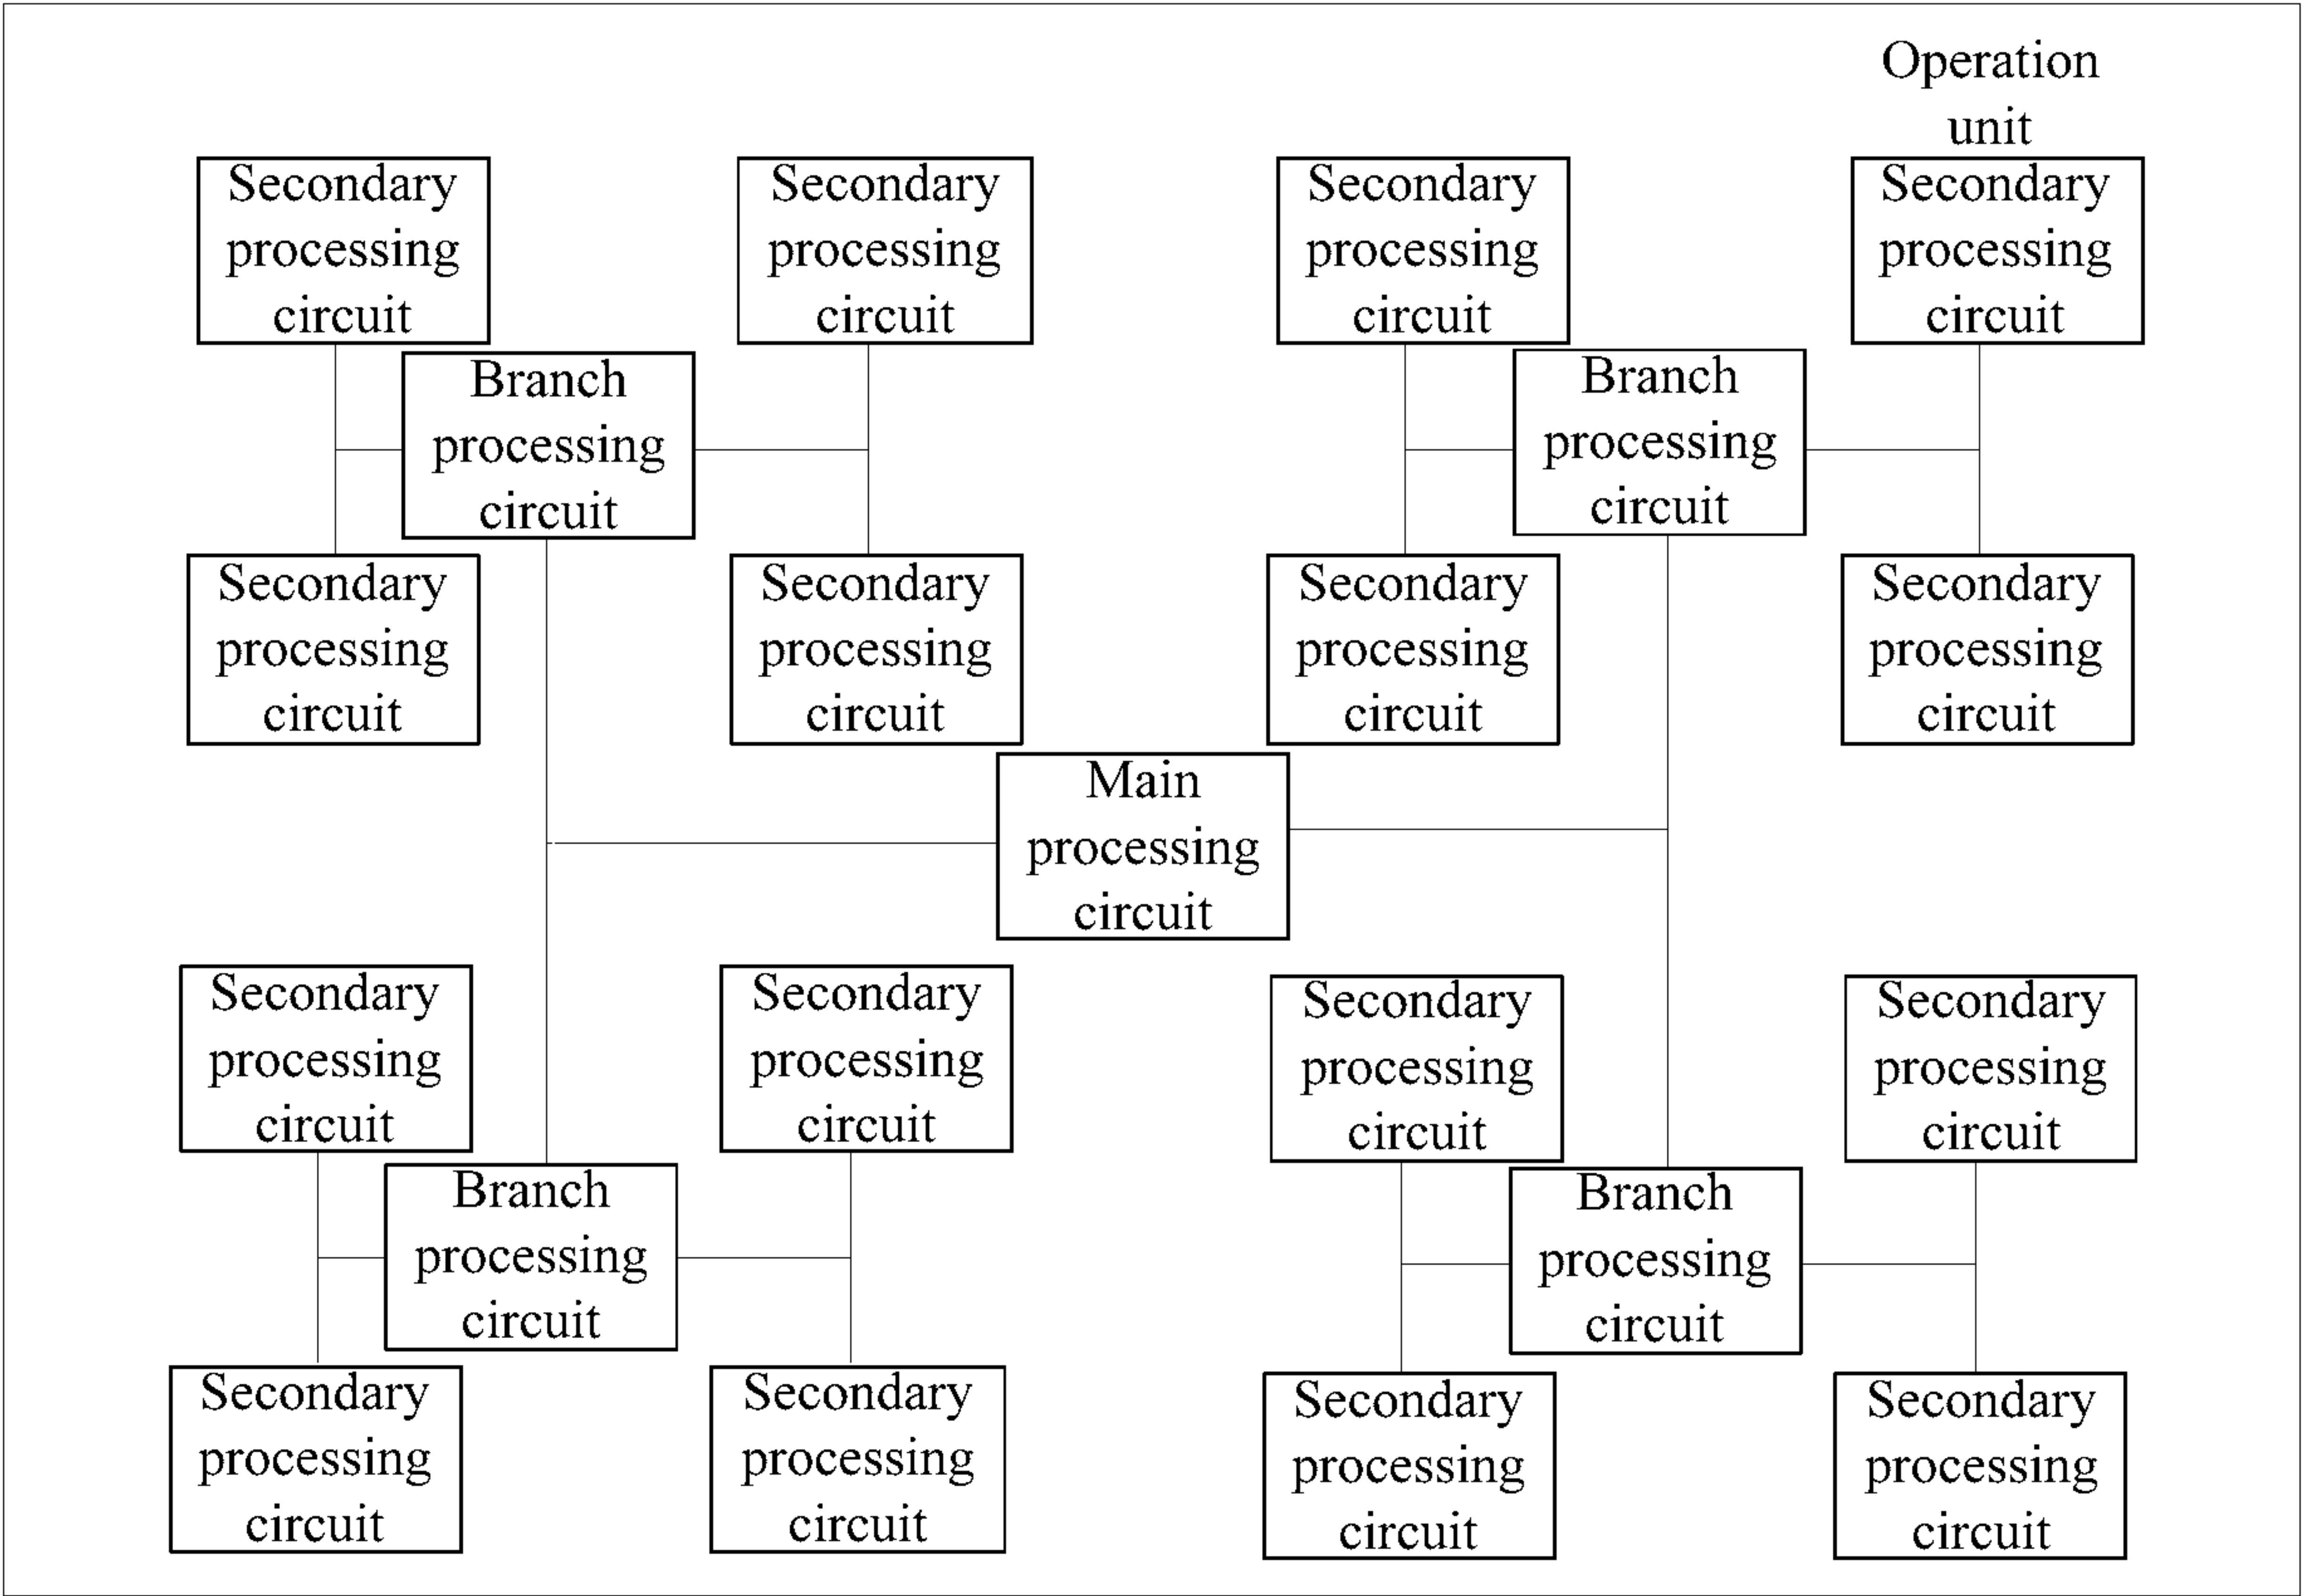 Operation
unit
Secondary
processing
circuit
Secondary
processing
circuit
Secondary
processing
circuit
Secondary
processing
circuit
Branch
processing
circuit
Branch
processing
circuit
Secondary
processing
circuit
Secondary
processing
circuit
Secondary
processing
circuit
Secondary
processing
circuit
Main
processing
circuit
Secondary
processing
circuit
Secondary
processing
circuit
Secondary
processing
circuit
Secondary
processing
circuit
Branch
processing
circuit
Branch
processing
circuit
Secondary
processing
circuit
Secondary
processing
circuit
Secondary
processing
circuit
Secondary
processing
circuit